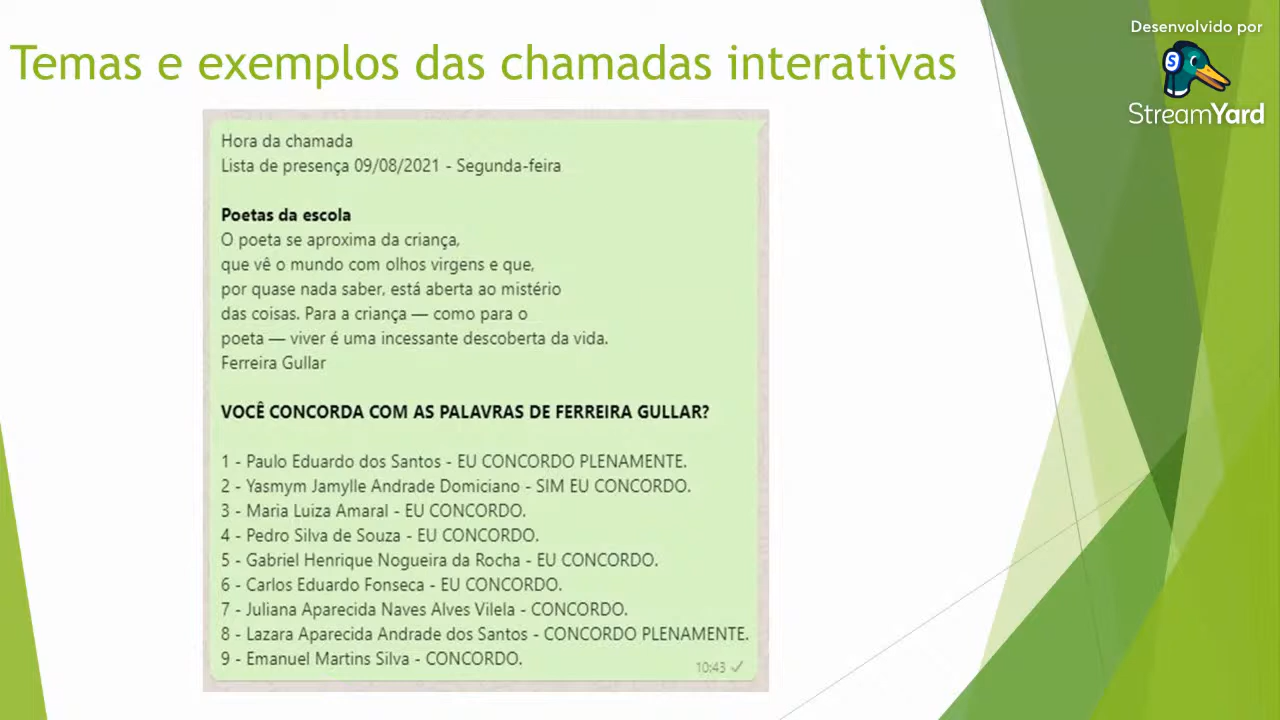 Desenvolvido por
StreamYard
Temas e exemplos das chamadas interativas
Hora da chamada
Lista de presença 09/08/2021 - Segunda-feira
Poetas da escola
O poeta se aproxima da criança,
que vê o mundo com olhos virgens e que,
por quase nada saber, está aberta ao mistério
das coisas. Para a criança — como para o
poeta — viver é uma incessante descoberta da vida.
Ferreira Gullar
VOCÊ CONCORDA COM AS PALAVRAS DE FERREIRA GULLAR?
1 - Paulo Eduardo dos Santos - EU CONCORDO PLENAMENTE.
2 - Yasmym Jamylle Andrade Domiciano - SIM EU CONCORDO.
3 - Maria Luiza Amaral - EU CONCORDO.
4 - Pedro Silva de Souza - EU CONCORDO.
5 - Gabriel Henrique Nogueira da Rocha - EU CONCORDO.
6 - Carlos Eduardo Fonseca - EU CONCORDO.
7 - Juliana Aparecida Naves Alves Vilela - CONCORDO.
8 - Lazara Aparecida Andrade dos Santos - CONCORDO PLENAMENTE.
9 - Emanuel Martins Silva - CONCORDO.
10:43